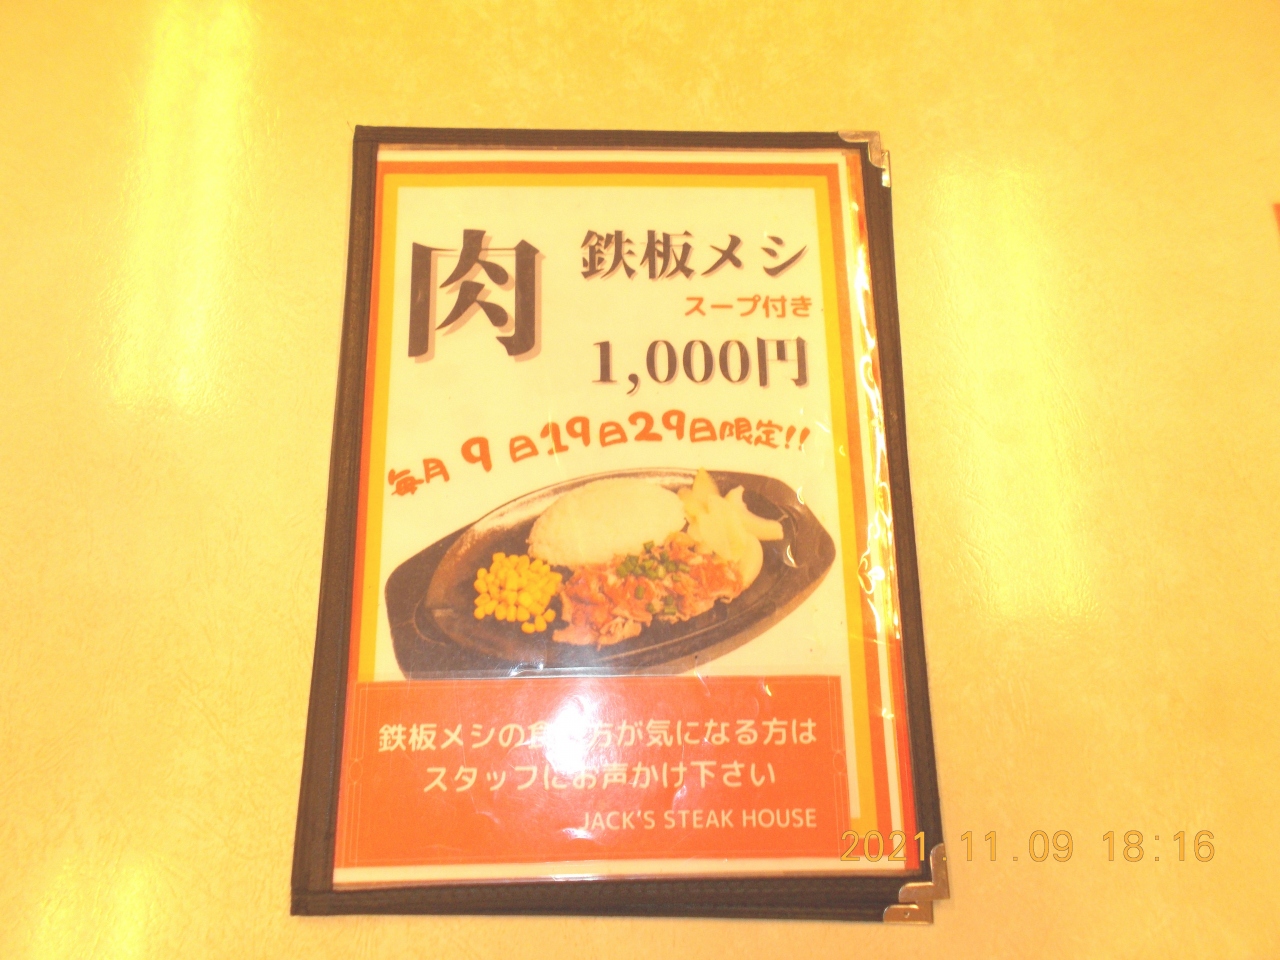 肉
鉄板メシ
スープ付き
1,000円
毎月9日19日29日限定!!
鉄板メシの食べ方が気になる方は
スタッフにお声かけ下さい
JACK'S STEAK HOUSE
2021.11.09 18:16